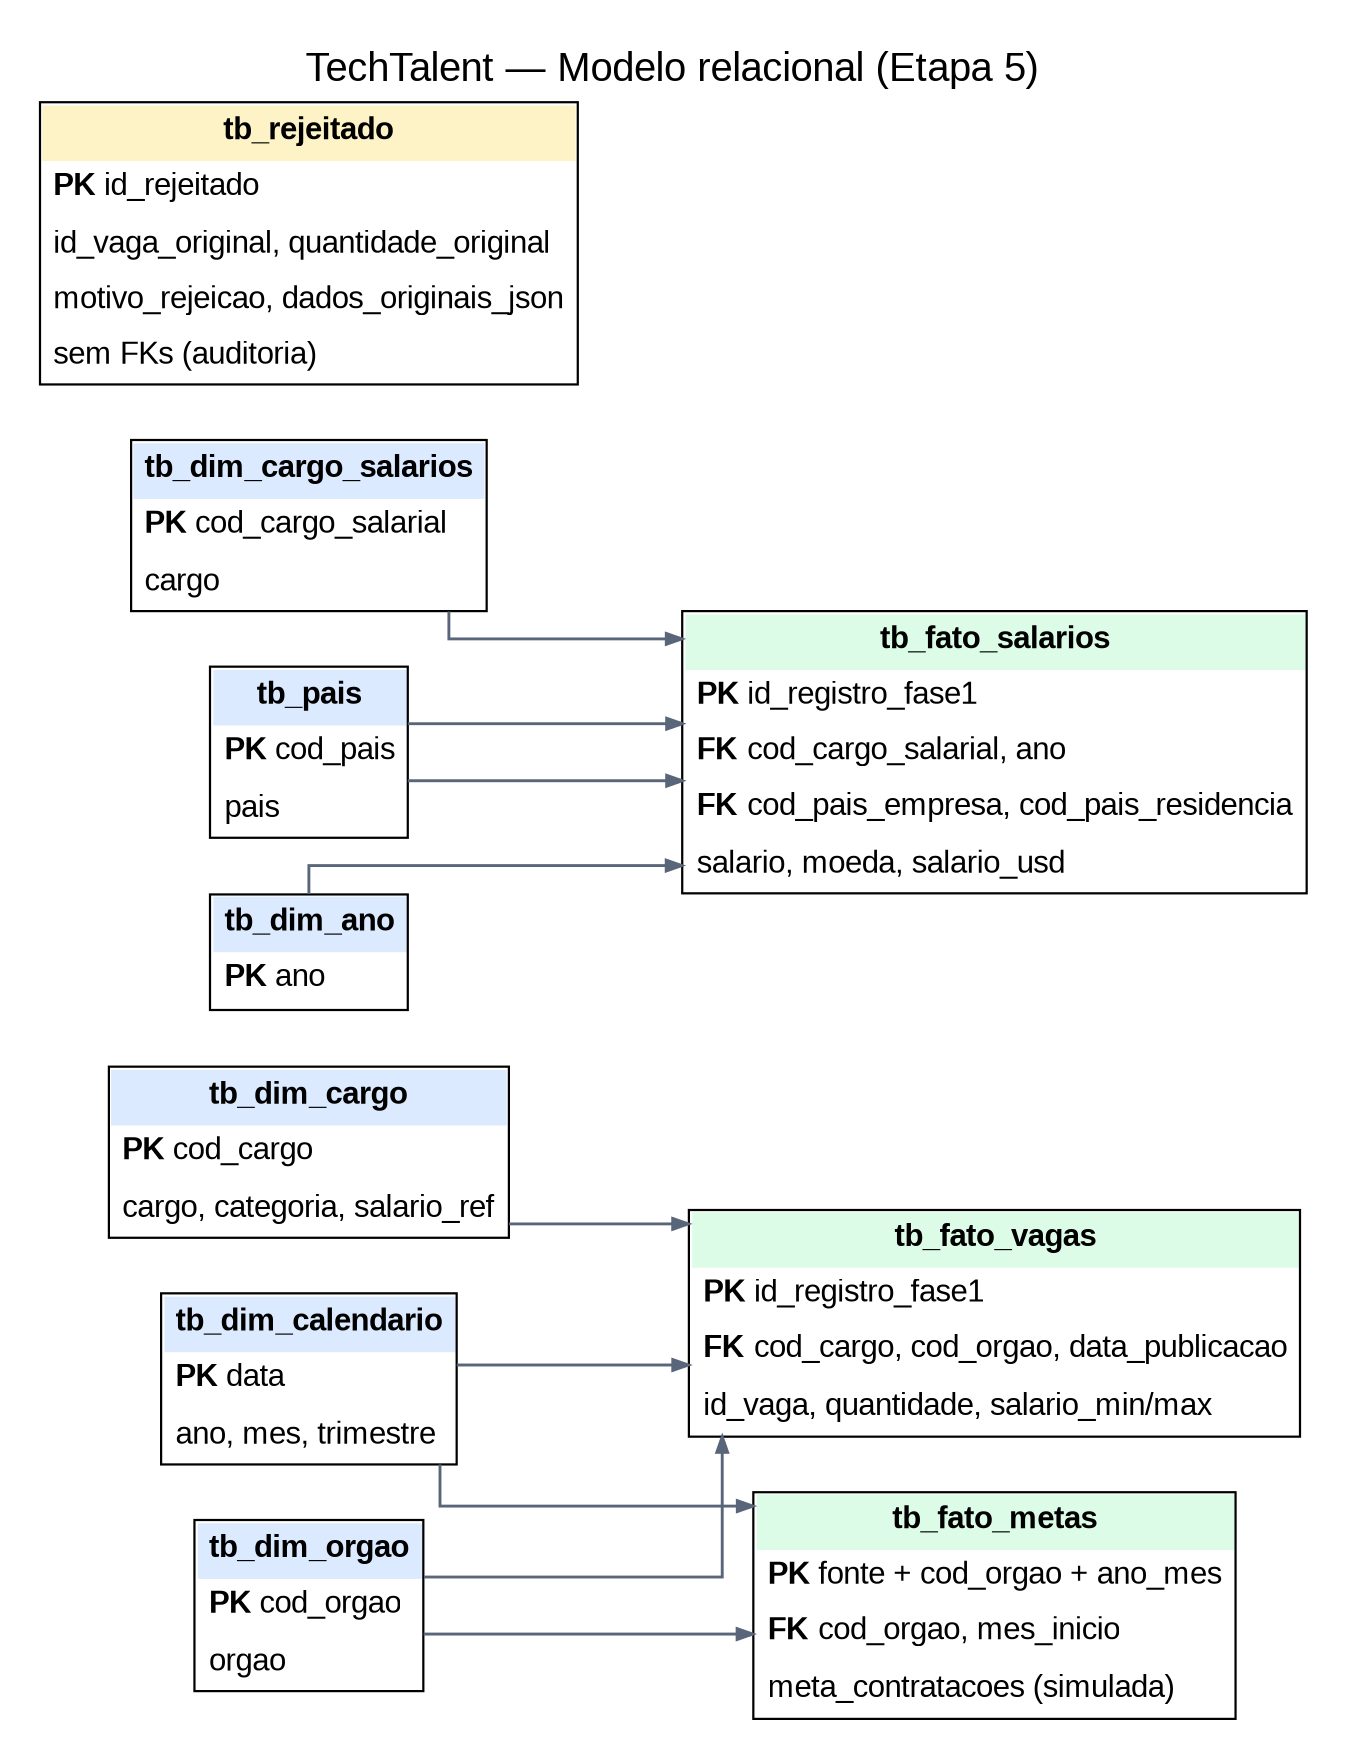 TechTalent — Modelo relacional (Etapa 5)
tb_rejeitado
PK id_rejeitado
id_vaga_original, quantidade_original
motivo_rejeicao, dados_originais_json
sem FKs (auditoria)
tb_dim_cargo_salarios
PK cod_cargo_salarial
cargo
tb_fato_salarios
PK id_registro_fase1
FK cod_cargo_salarial, ano
FK cod_pais_empresa, cod_pais_residencia
salario, moeda, salario_usd
tb_pais
PK cod_pais
pais
tb_dim_ano
PK ano
tb_dim_cargo
PK cod_cargo
cargo, categoria, salario_ref
tb_fato_vagas
PK id_registro_fase1
FK cod_cargo, cod_orgao, data_publicacao
id_vaga, quantidade, salario_min/max
tb_dim_calendario
PK data
ano, mes, trimestre
tb_fato_metas
PK fonte + cod_orgao + ano_mes
FK cod_orgao, mes_inicio
meta_contratacoes (simulada)
tb_dim_orgao
PK cod_orgao
orgao